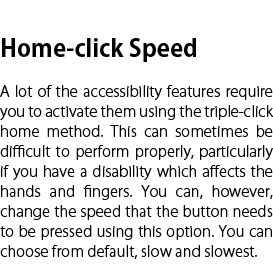 Home-click Speed
A lot of the accessibility features require
you to activate them using the triple-click
home method. This can sometimes be
difficult to perform properly, particularly
if you have a disability which affects the
hands and fingers. You can, however,
change the speed that the button needs
to be pressed using this option. You can
choose from default, slow and slowest.